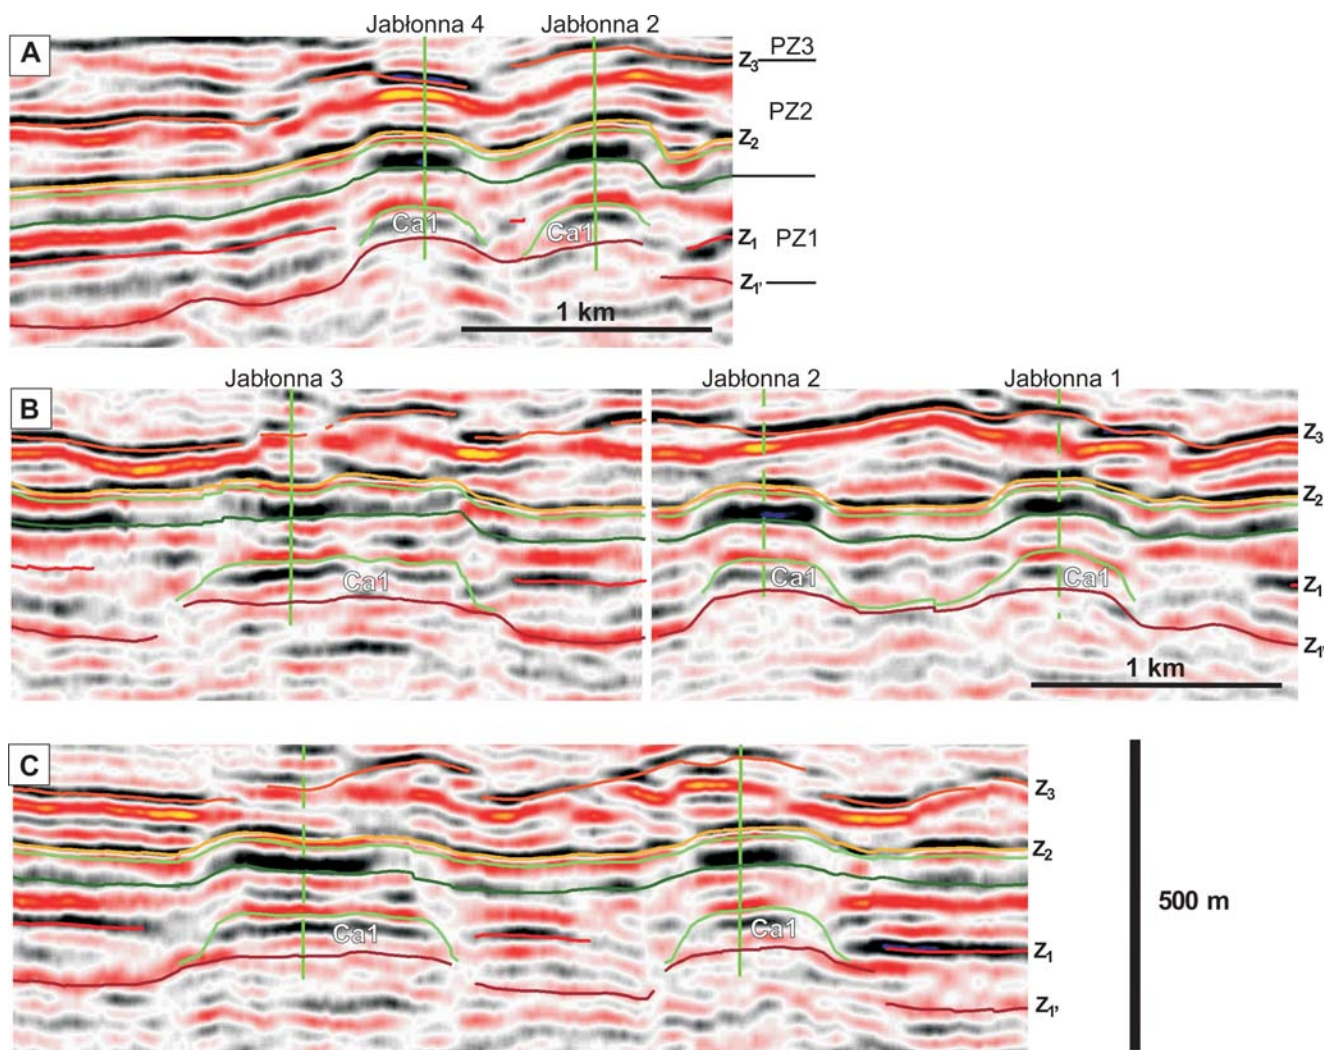 Jabłonna 4 Jabłonna 2
A
Z3 PZ3
PZ2
Z2
Ca1 Ca1
Z1 PZ1
Z1'
1 km
Jabłonna 3 Jabłonna 2 Jabłonna 1
B
Z3
Z2
Ca1 Ca1 Ca1
Z1
Z1'
1 km
C
Z3
Z2
500 m
Ca1 Ca1
Z1
Z1'